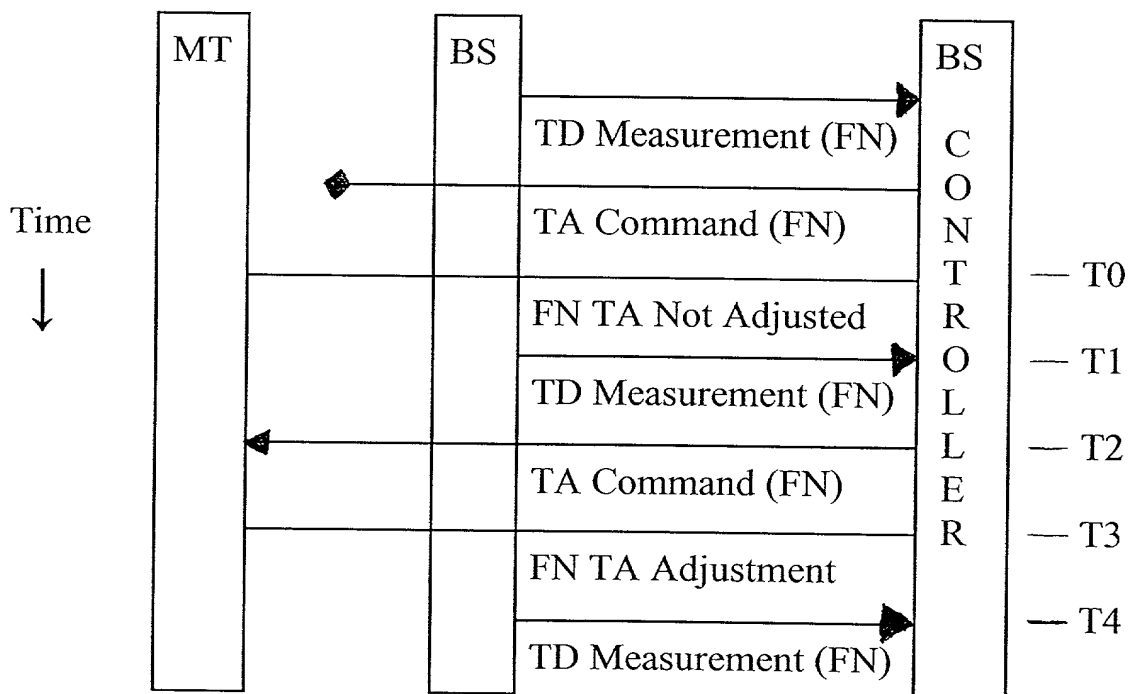 MT
BS
BS
CONTROLLER
Time
TD Measurement (FN)
TA Command (FN)
T0
FN TA Not Adjusted
T1
TD Measurement (FN)
T2
TA Command (FN)
T3
FN TA Adjustment
T4
TD Measurement (FN)